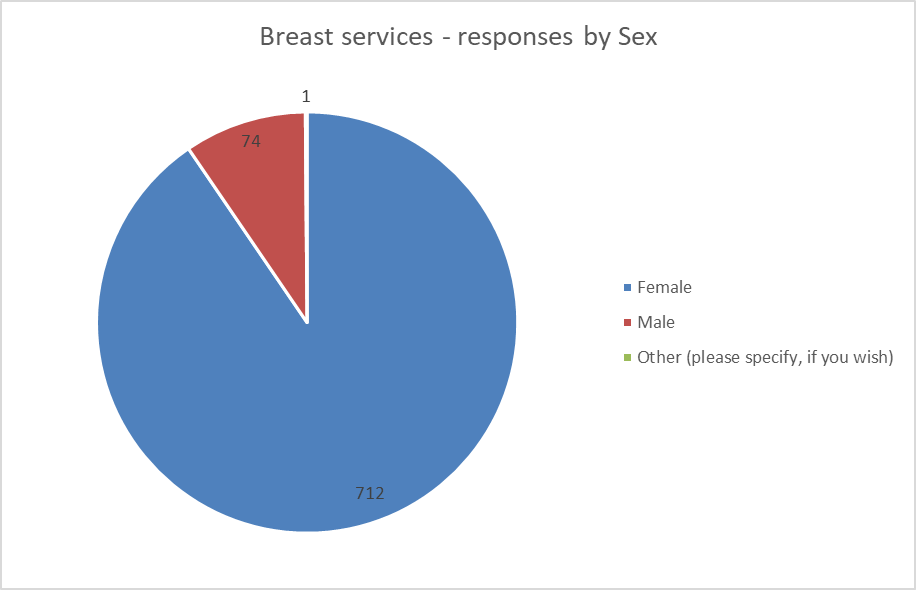 Breast services - responses by Sex
1
74
712
Female
Male
Other (please specify, if you wish)